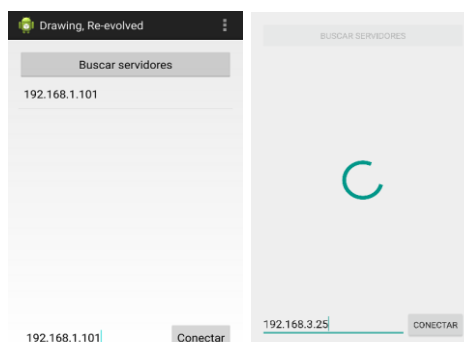 Drawing, Re-evolved
Buscar servidores
192.168.1.101
192.168.1.101
Conectar
BUSCAR SERVIDORES
192.168.3.25
CONECTAR